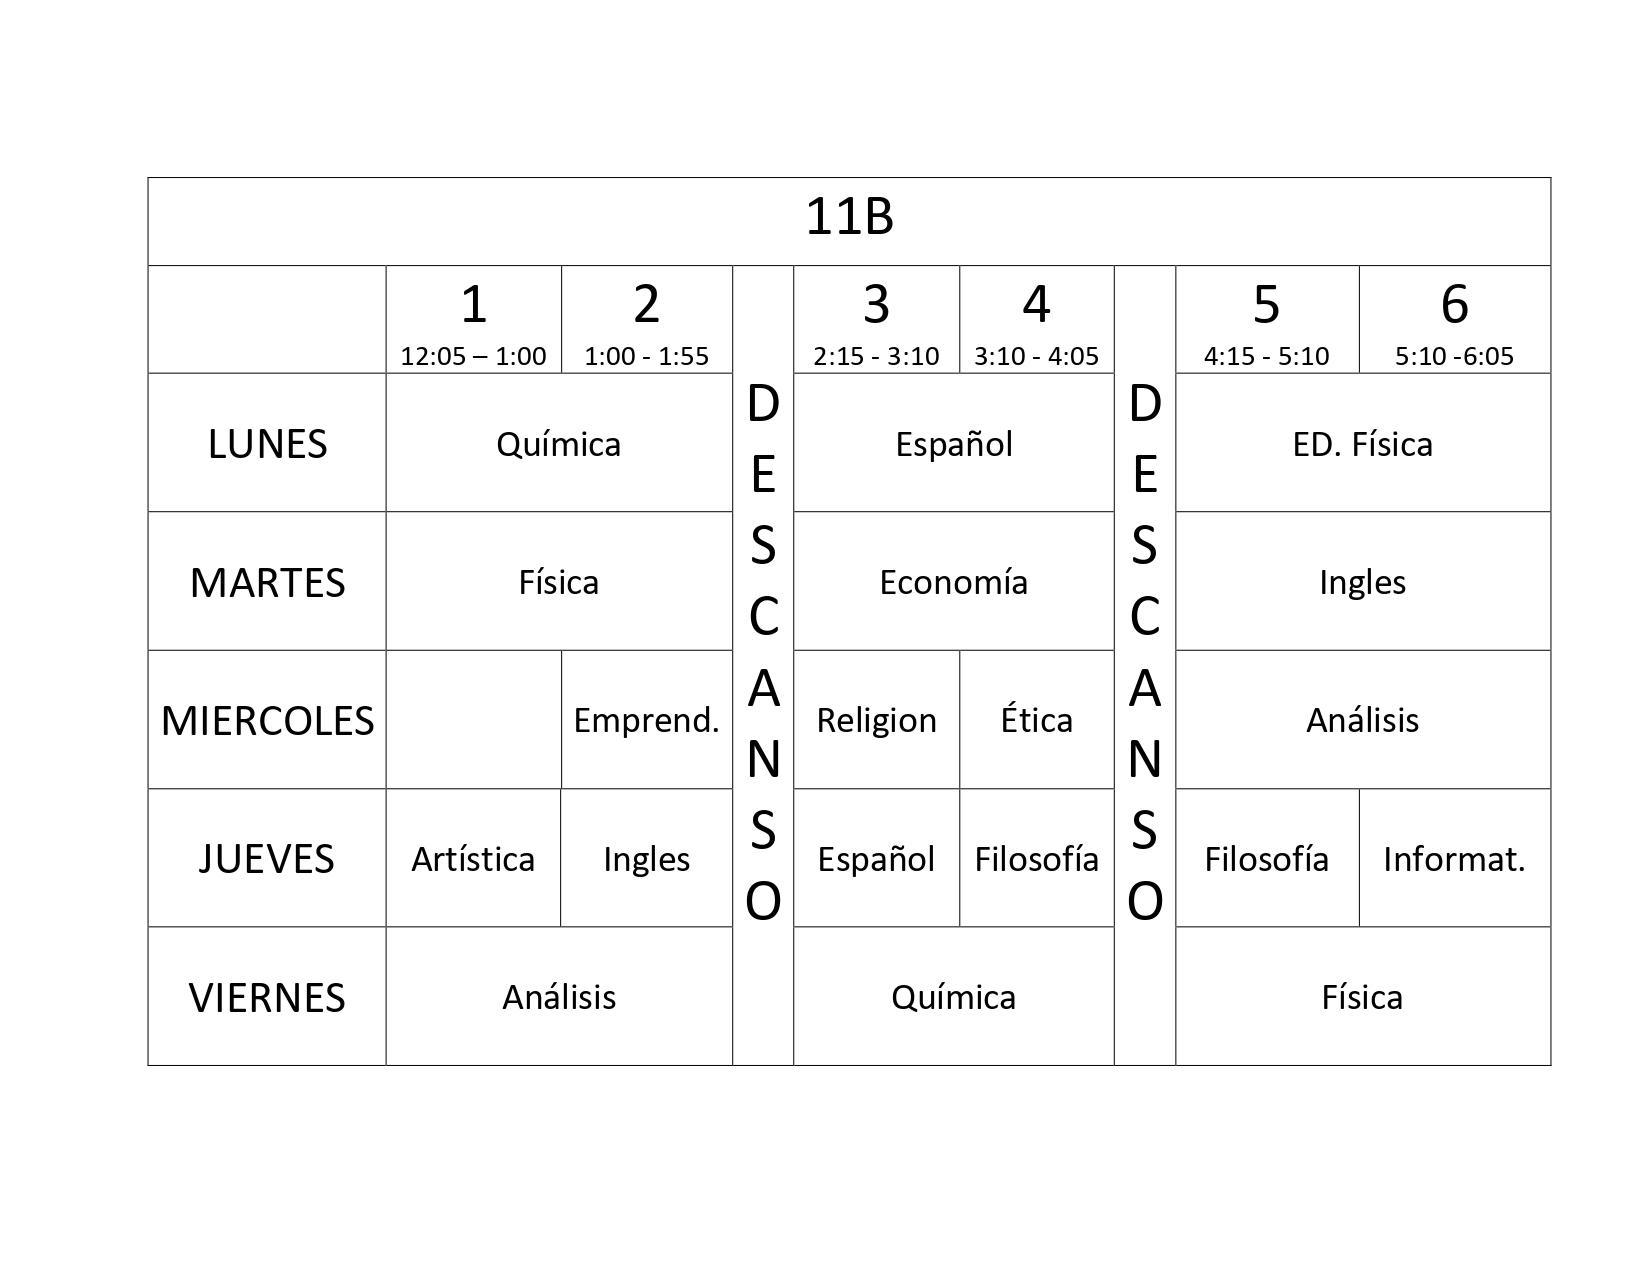 11B
1 2 3 4 5 6
12:05 – 1:00 1:00 - 1:55 2:15 - 3:10 3:10 - 4:05 4:15 - 5:10 5:10 -6:05
DESCANSO
DESCANSO
LUNES Química Español ED. Física
MARTES Física Economía Ingles
MIERCOLES Emprend. Religion Ética Análisis
JUEVES Artística Ingles Español Filosofía Filosofía Informat.
VIERNES Análisis Química Física